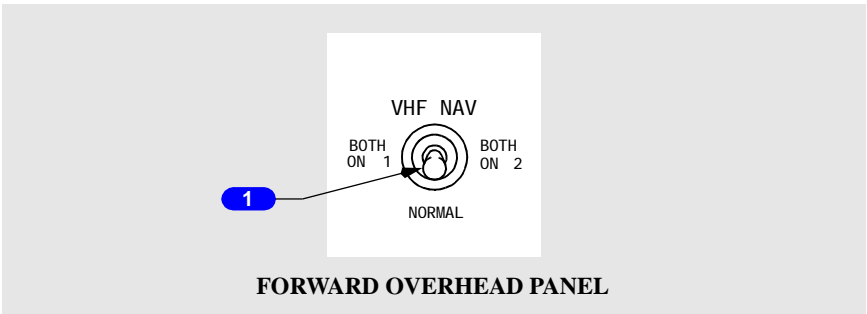 VHF NAV
BOTH
ON 1
BOTH
ON 2
1
NORMAL
FORWARD OVERHEAD PANEL